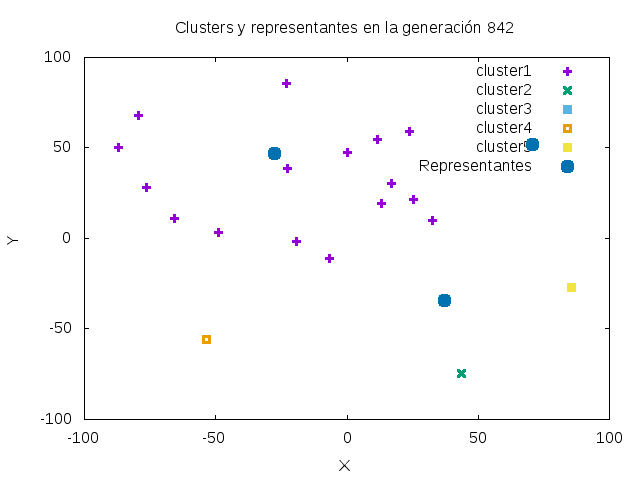 Clusters y representantes en la generación 842
100
50
0
-50
-100
-100
-50
0
50
100
X
Y
cluster1
cluster2
cluster3
cluster4
cluster5
Representantes